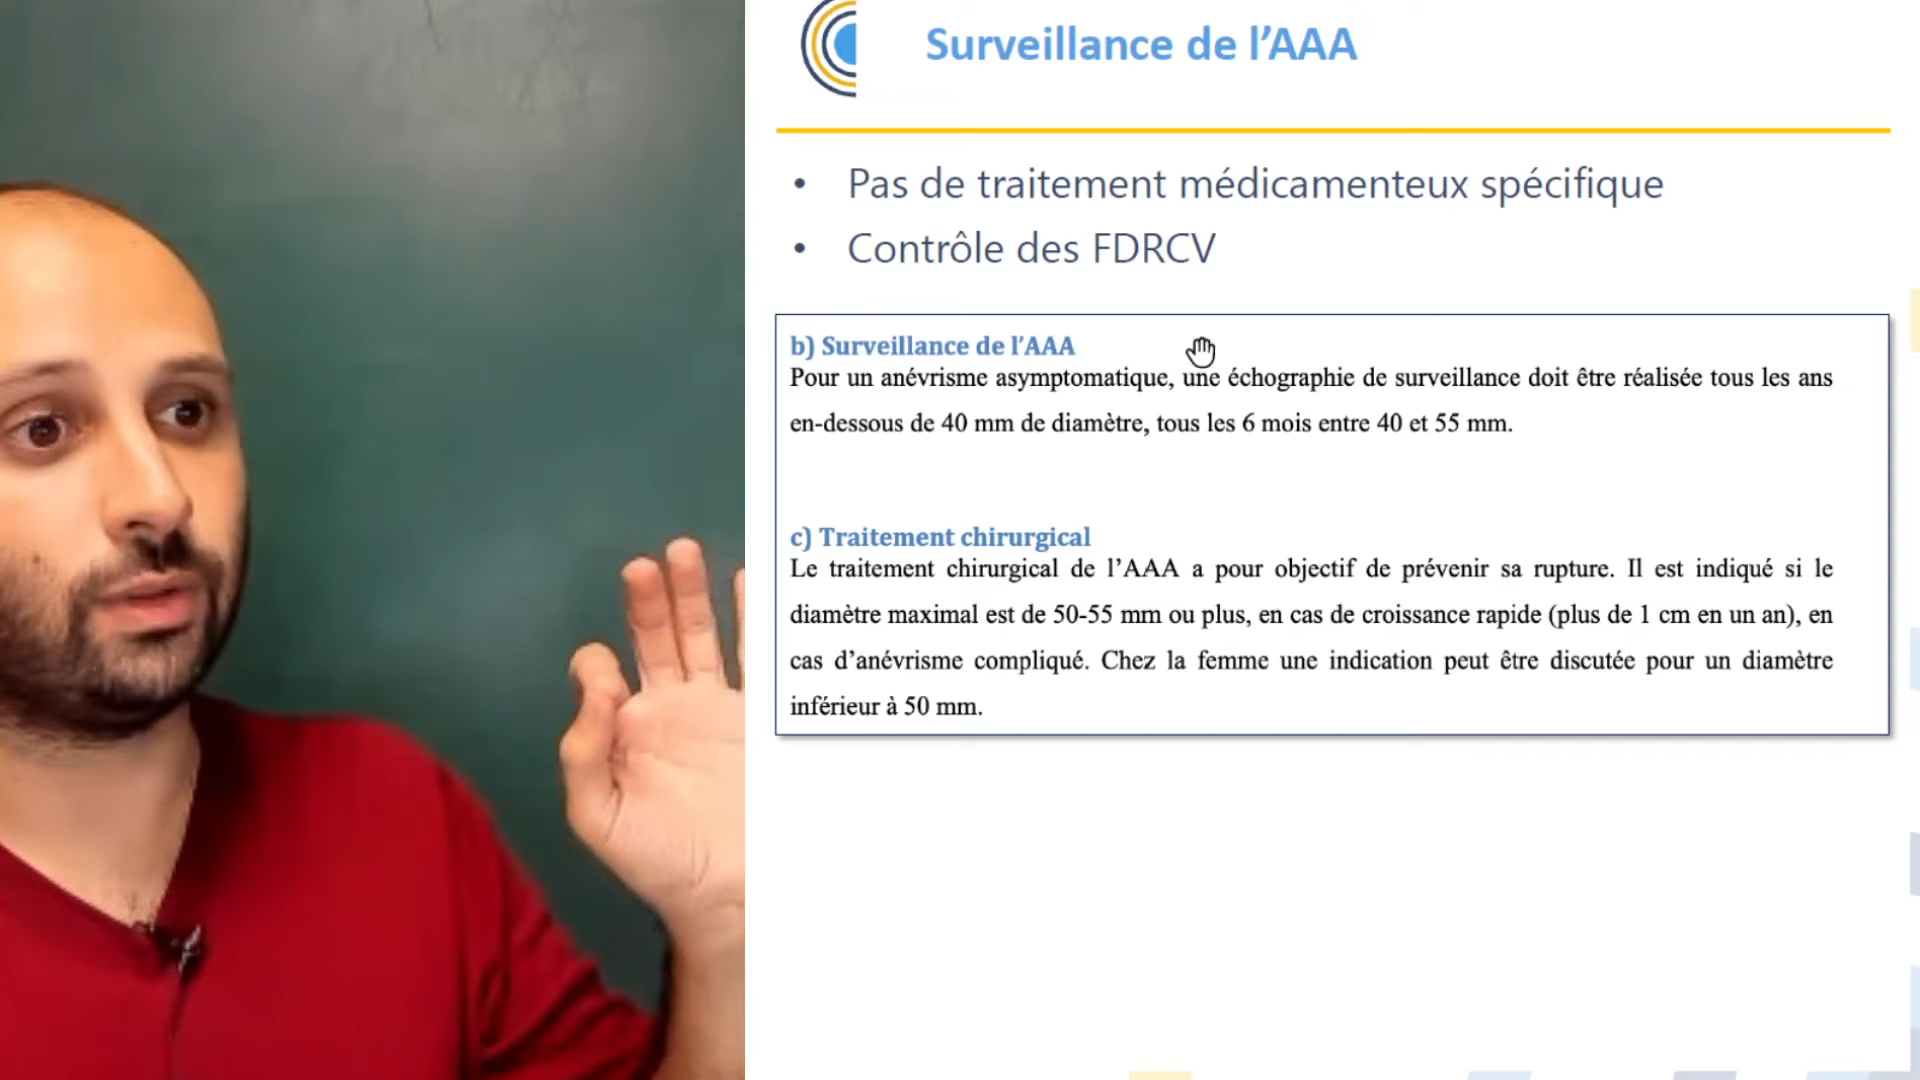 Surveillance de l'AAA
• Pas de traitement médicamenteux spécifique
• Contrôle des FDRCV
b) Surveillance de l'AAA
Pour un anévrisme asymptomatique, une échographie de surveillance doit être réalisée tous les ans
en-dessous de 40 mm de diamètre, tous les 6 mois entre 40 et 55 mm.
c) Traitement chirurgical
Le traitement chirurgical de l'AAA a pour objectif de prévenir sa rupture. Il est indiqué si le
diamètre maximal est de 50-55 mm ou plus, en cas de croissance rapide (plus de 1 cm en un an), en
cas d'anévrisme compliqué. Chez la femme une indication peut être discutée pour un diamètre
inférieur à 50 mm.